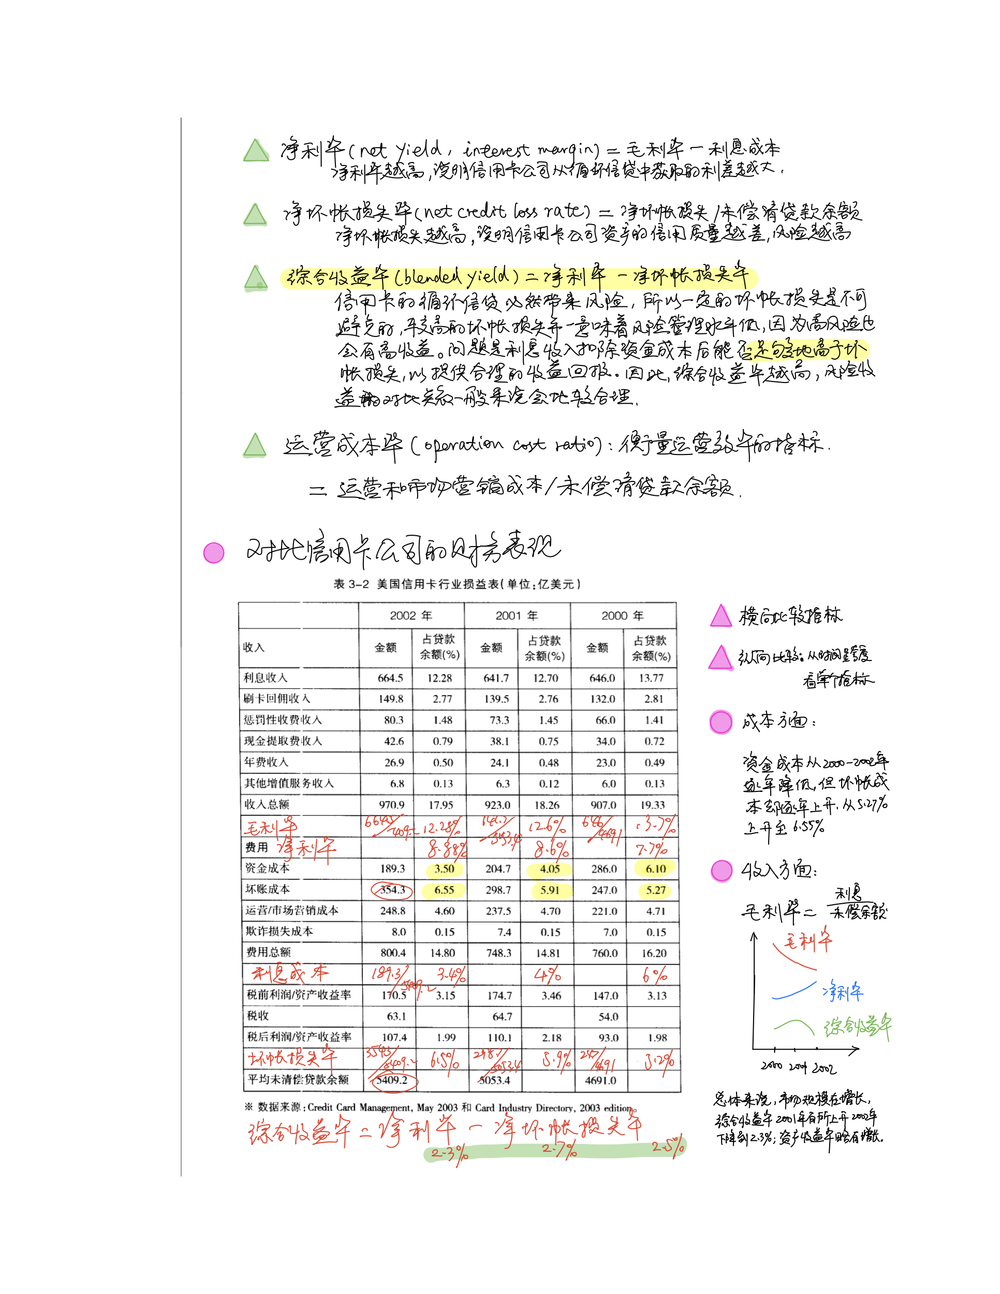 净利率(net yield, interest margin)=毛利率-利息成本
净利率越高,说明信用卡公司从循环信贷中获取的利差越大.
净坏帐损失率(net credit loss rate)=净坏帐损失/未偿清贷款余额
净坏帐损失越高,说明信用卡公司资产的信用质量越差,风险越高
综合收益率(blended yield)=净利率-净坏帐损失率
信用卡的循环信贷必然带来风险,所以一定的坏帐损失是不可
避免的,较高的坏帐损失并一意味着风险管理水平低,因为高风险也
会有高收益。问题是利息收入扣除资金成本后能否足够地高于坏
帐损失,以提供合理的收益回报。因此,综合收益率越高,风险收
益的对比关系一般来说会比较合理.
运营成本率(operation cost ratio):衡量运营效率的指标.
=运营和市场营销成本/未偿清贷款余额.
对比信用卡公司的财务表现
表 3-2 美国信用卡行业损益表(单位:亿美元)
2002 年 2001 年 2000 年
收入 金额 占贷款余额(%) 金额 占贷款余额(%) 金额 占贷款余额(%)
利息收入 664.5 12.28 641.7 12.70 646.0 13.77
刷卡回佣收入 149.8 2.77 139.5 2.76 132.0 2.81
惩罚性收费收入 80.3 1.48 73.3 1.45 66.0 1.41
现金提取费收入 42.6 0.79 38.1 0.75 34.0 0.72
年费收入 26.9 0.50 24.1 0.48 23.0 0.49
其他增值服务收入 6.8 0.13 6.3 0.12 6.0 0.13
收入总额 970.9 17.95 923.0 18.26 907.0 19.33
毛利率 12.28% 12.6%
费用 净利率 8.88% 8.6% 7.7%
资金成本 189.3 3.50 204.7 4.05 286.0 6.10
坏账成本 354.3 6.55 298.7 5.91 247.0 5.27
运营/市场营销成本 248.8 4.60 237.5 4.70 221.0 4.71
欺诈损失成本 8.0 0.15 7.4 0.15 7.0 0.15
费用总额 800.4 14.80 748.3 14.81 760.0 16.20
利息成本 189.3/5409.2 3.4% 4% 6%
税前利润/资产收益率 170.5 3.15 174.7 3.46 147.0 3.13
税收 63.1 64.7 54.0
税后利润/资产收益率 107.4 1.99 110.1 2.18 93.0 1.98
坏帐损失率 6.5% 5.9% 5.2%
平均未清偿贷款余额 5409.2 5053.4 4691.0
※ 数据来源:Credit Card Management, May 2003 和 Card Industry Directory, 2003 edition。
综合收益率=净利率-净坏帐损失率
2.3% 2.7% 2.5%
横向比较指标
纵向比较:从时间上
看单个指标
成本方面:
资金成本从2000-2002年
逐年降低,但坏帐成
本却逐年上升.从5.27%
上升至6.55%
收入方面:
毛利率=利息/未偿余额
毛利率
净利率
综合收益率
2000 2001 2002
总体来说,市场规模在增长,
综合收益率2001年有所上升2002年
下降到2.3%,资产收益率略有增长.